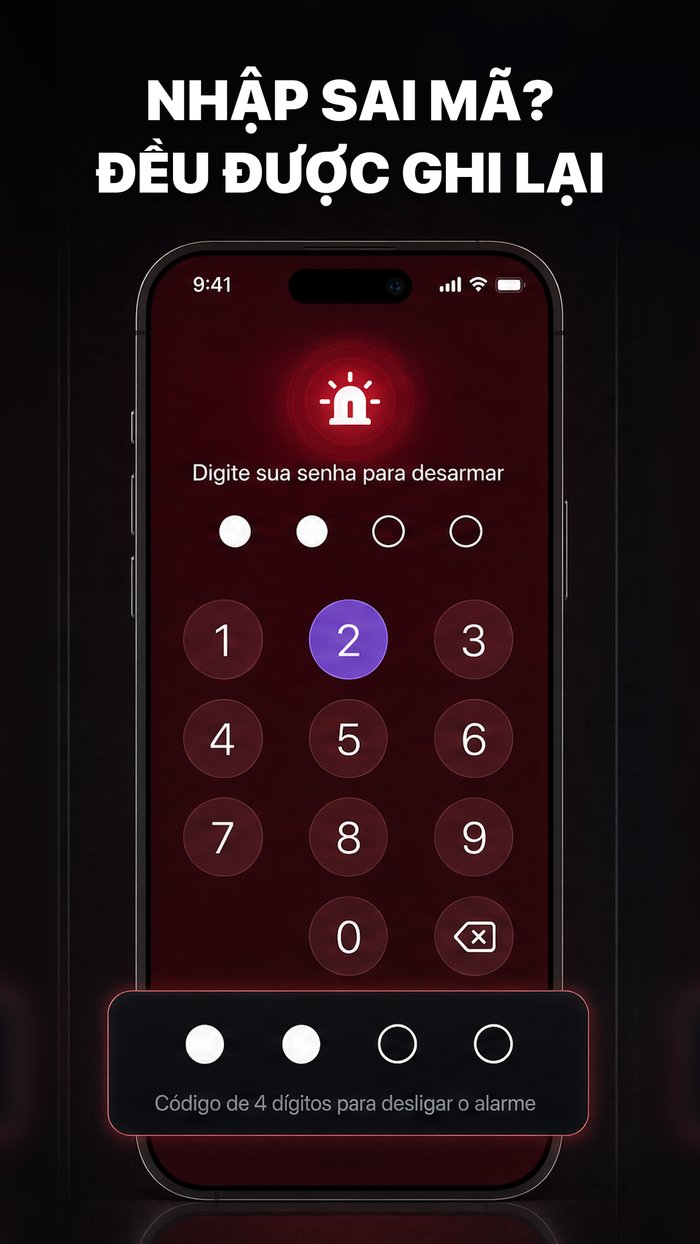 NHẬP SAI MÃ?
ĐỀU ĐƯỢC GHI LẠI
9:41
Digite sua senha para desarmar
1 2 3
4 5 6
7 8 9
0
Código de 4 dígitos para desligar o alarme